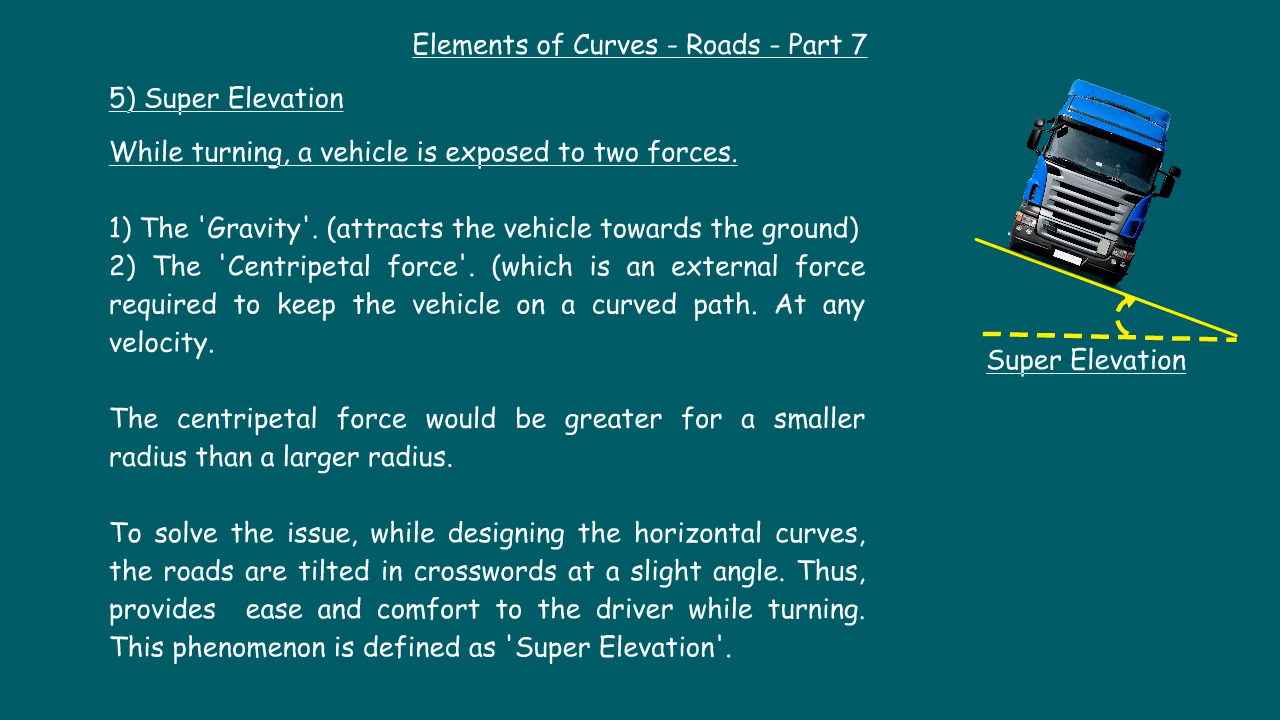 Elements of Curves - Roads - Part 7
5) Super Elevation
While turning, a vehicle is exposed to two forces.
1) The 'Gravity'. (attracts the vehicle towards the ground)
2) The 'Centripetal force'. (which is an external force
required to keep the vehicle on a curved path. At any
velocity.
The centripetal force would be greater for a smaller
radius than a larger radius.
To solve the issue, while designing the horizontal curves,
the roads are tilted in crosswords at a slight angle. Thus,
provides ease and comfort to the driver while turning.
This phenomenon is defined as 'Super Elevation'.
Super Elevation